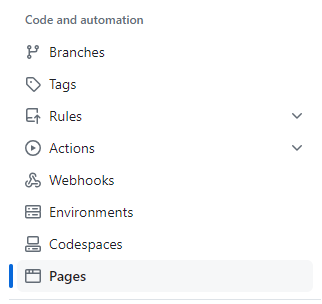 Code and automation
Branches
Tags
Rules
Actions
Webhooks
Environments
Codespaces
Pages